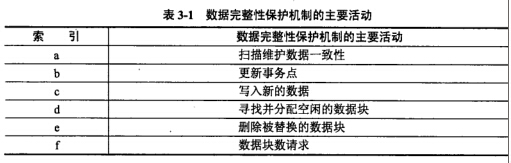 表 3-1 数据完整性保护机制的主要活动
索 引 数据完整性保护机制的主要活动
a 扫描维护数据一致性
b 更新事务点
c 写入新的数据
d 寻找并分配空闲的数据块
e 删除被替换的数据块
f 数据块数请求